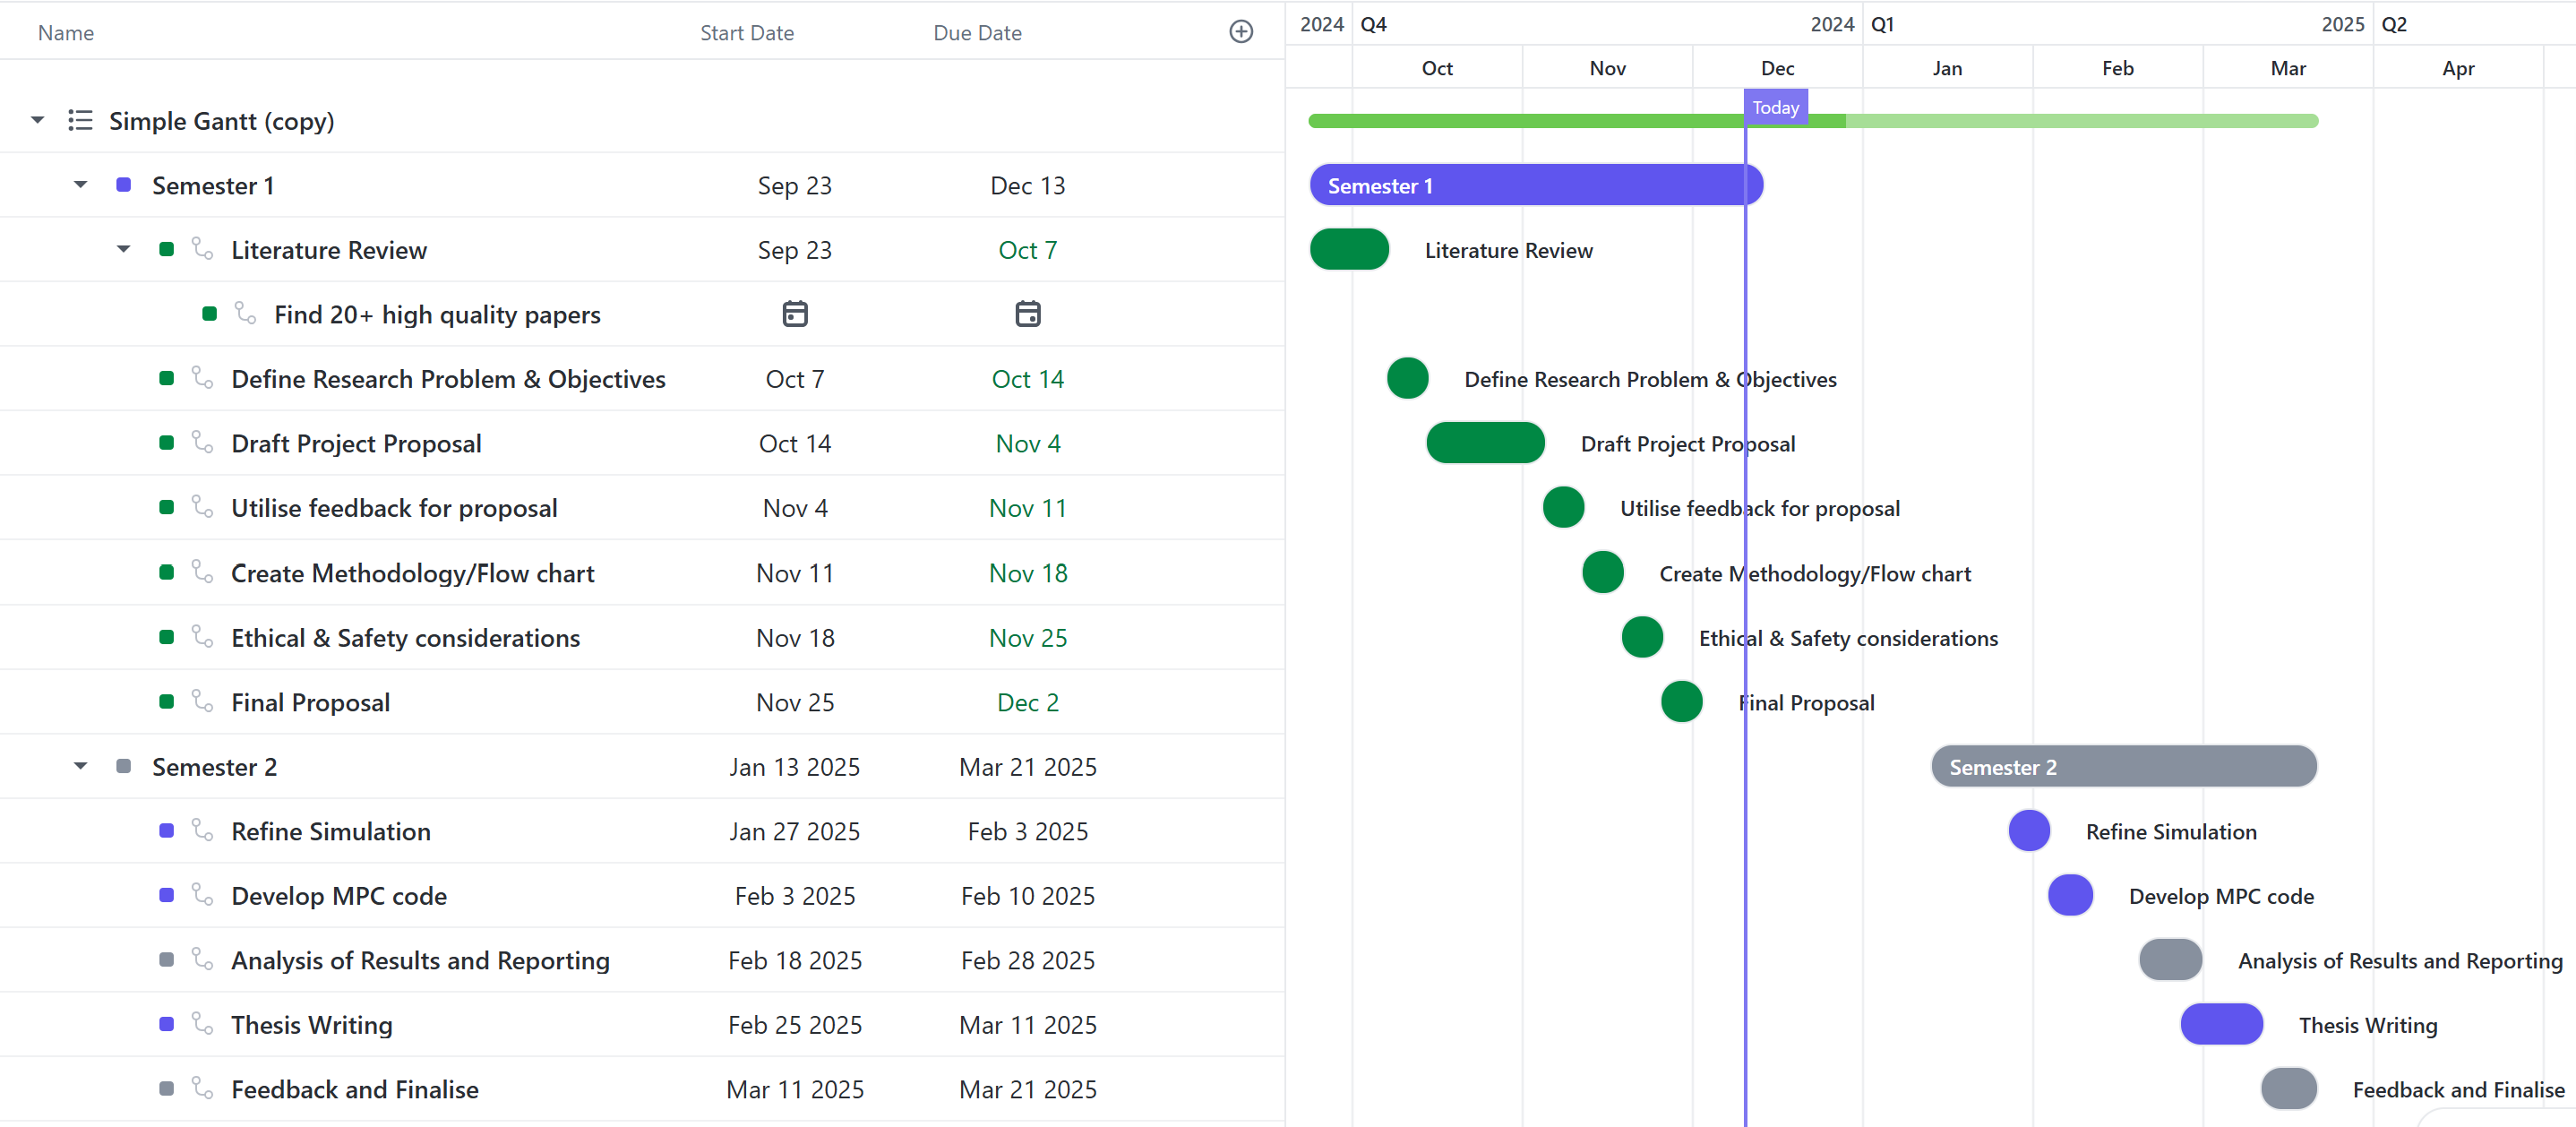 Name Start Date Due Date
2024 Q4 2024 Q1 2025 Q2
Oct Nov Dec Jan Feb Mar Apr
Today
Simple Gantt (copy)
Semester 1 Sep 23 Dec 13 Semester 1
Literature Review Sep 23 Oct 7 Literature Review
Find 20+ high quality papers
Define Research Problem & Objectives Oct 7 Oct 14 Define Research Problem & Objectives
Draft Project Proposal Oct 14 Nov 4 Draft Project Proposal
Utilise feedback for proposal Nov 4 Nov 11 Utilise feedback for proposal
Create Methodology/Flow chart Nov 11 Nov 18 Create Methodology/Flow chart
Ethical & Safety considerations Nov 18 Nov 25 Ethical & Safety considerations
Final Proposal Nov 25 Dec 2 Final Proposal
Semester 2 Jan 13 2025 Mar 21 2025 Semester 2
Refine Simulation Jan 27 2025 Feb 3 2025 Refine Simulation
Develop MPC code Feb 3 2025 Feb 10 2025 Develop MPC code
Analysis of Results and Reporting Feb 18 2025 Feb 28 2025 Analysis of Results and Reporting
Thesis Writing Feb 25 2025 Mar 11 2025 Thesis Writing
Feedback and Finalise Mar 11 2025 Mar 21 2025 Feedback and Finalise